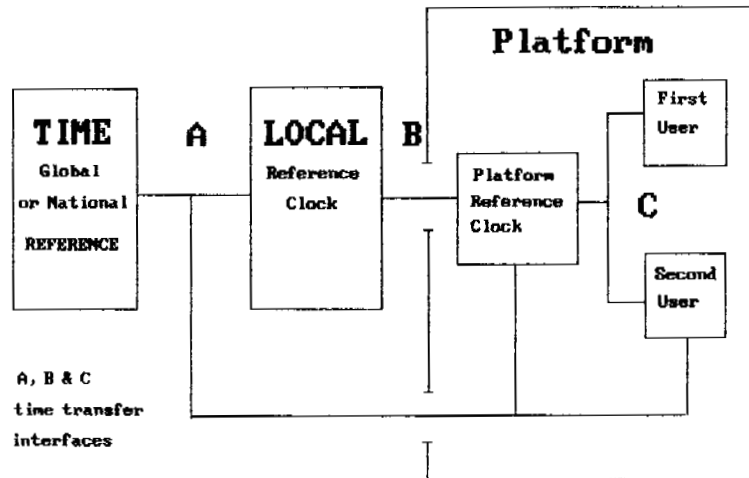 Platform
TIME
Global
or National
REFERENCE
A
LOCAL
Reference
Clock
B
Platform
Reference
Clock
C
First
User
Second
User
A, B & C
time transfer
interfaces